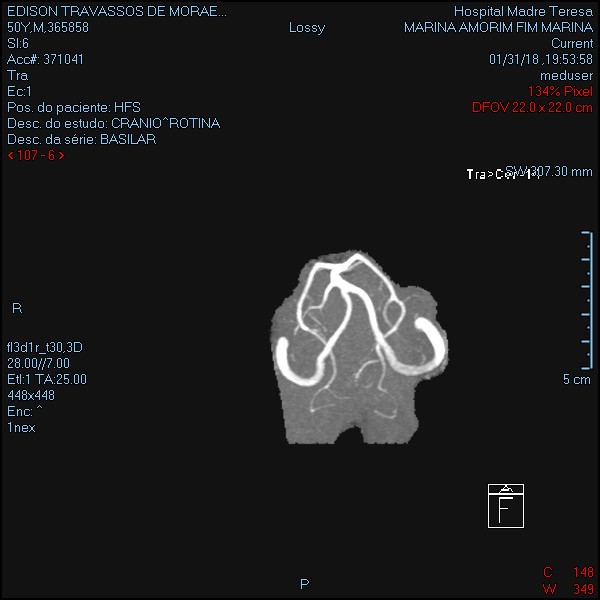 EDISON TRAVASSOS DE MORAE...
50Y,M,365858
Sl:6
Acc#: 371041
Tra
Ec:1
Pos. do paciente: HFS
Desc. do estudo: CRANIO^ROTINA
Desc. da série: BASILAR
< 107 - 6 >
Lossy
Hospital Madre Teresa
MARINA AMORIM FIM MARINA
Current
01/31/18 ,19:53:58
meduser
134% Pixel
DFOV 22.0 x 22.0 cm
SW 307.30 mm
R
fl3d1r_t30,3D
28.00//7.00
Etl:1 TA:25.00
448x448
Enc: ^
1nex
5 cm
F
P
C 148
W 349